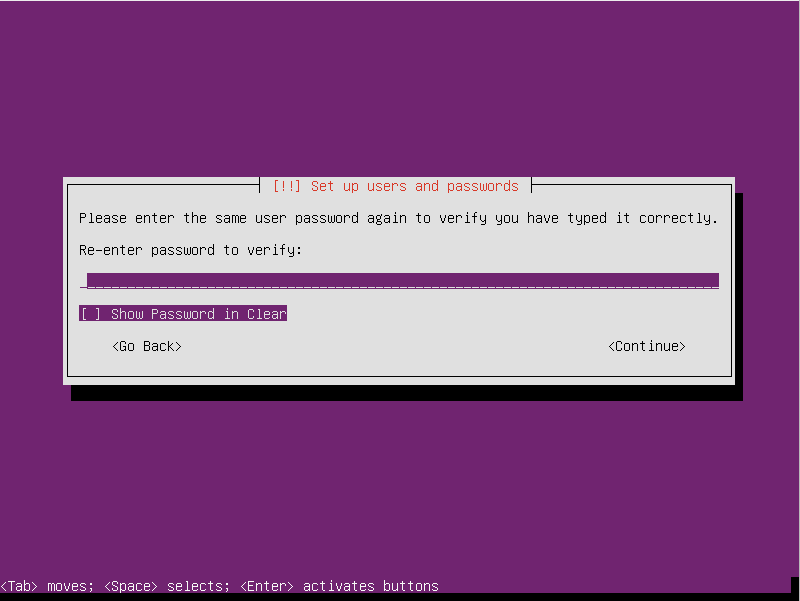 [!!] Set up users and passwords
Please enter the same user password again to verify you have typed it correctly.
Re-enter password to verify:
[ ] Show Password in Clear
<Go Back> <Continue>
<Tab> moves; <Space> selects; <Enter> activates buttons